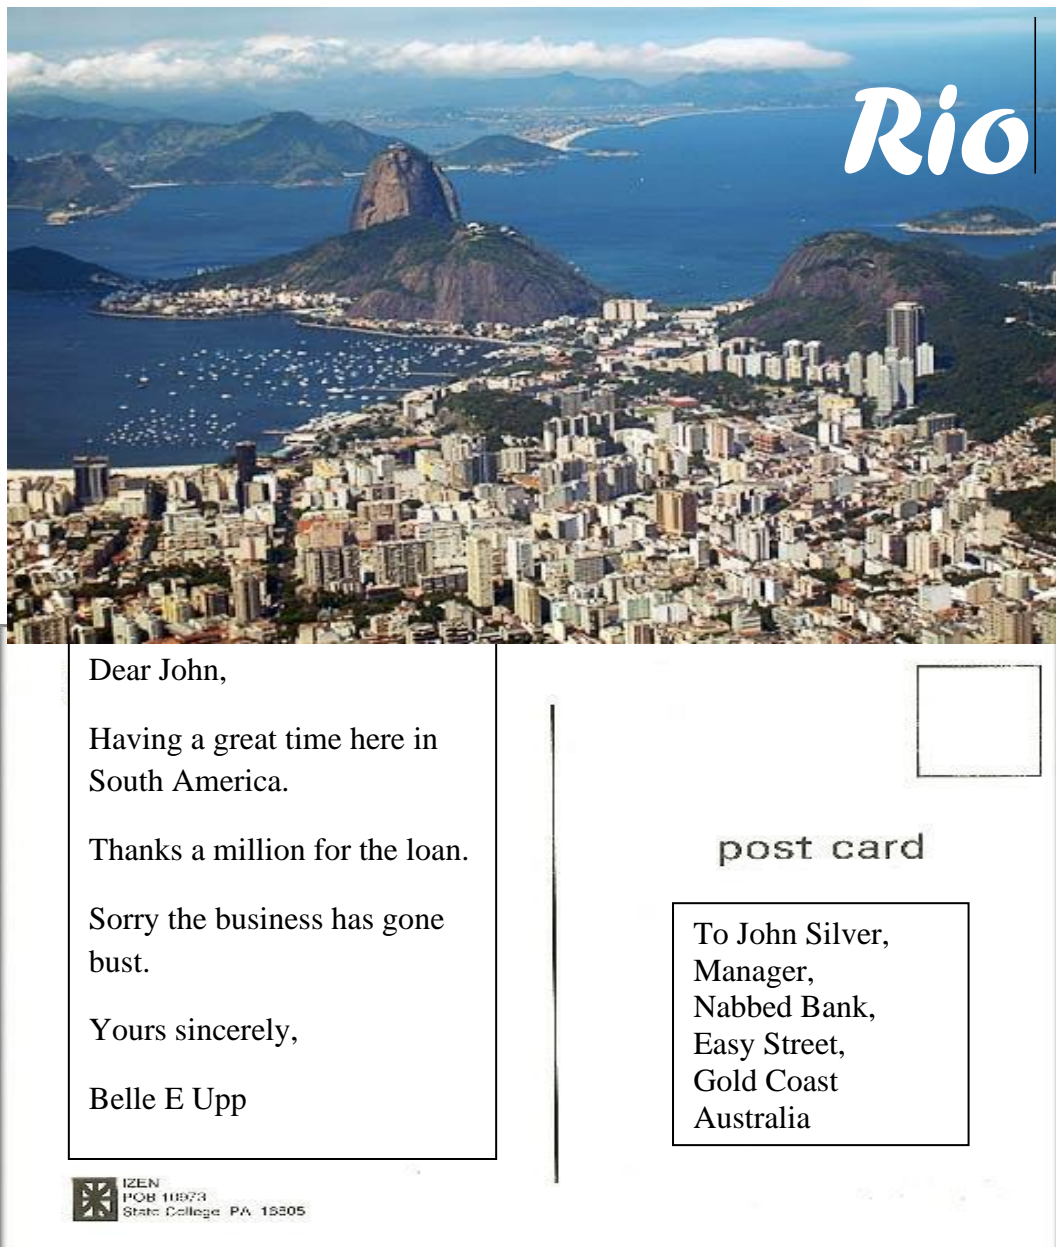 Rio
Dear John,
Having a great time here in
South America.
Thanks a million for the loan.
Sorry the business has gone
bust.
Yours sincerely,
Belle E Upp
post card
To John Silver,
Manager,
Nabbed Bank,
Easy Street,
Gold Coast
Australia
IZEN
POB 10973
State College PA 16805